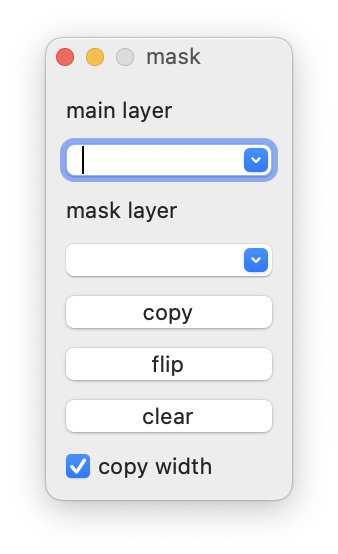 mask
main layer
mask layer
copy
flip
clear
copy width